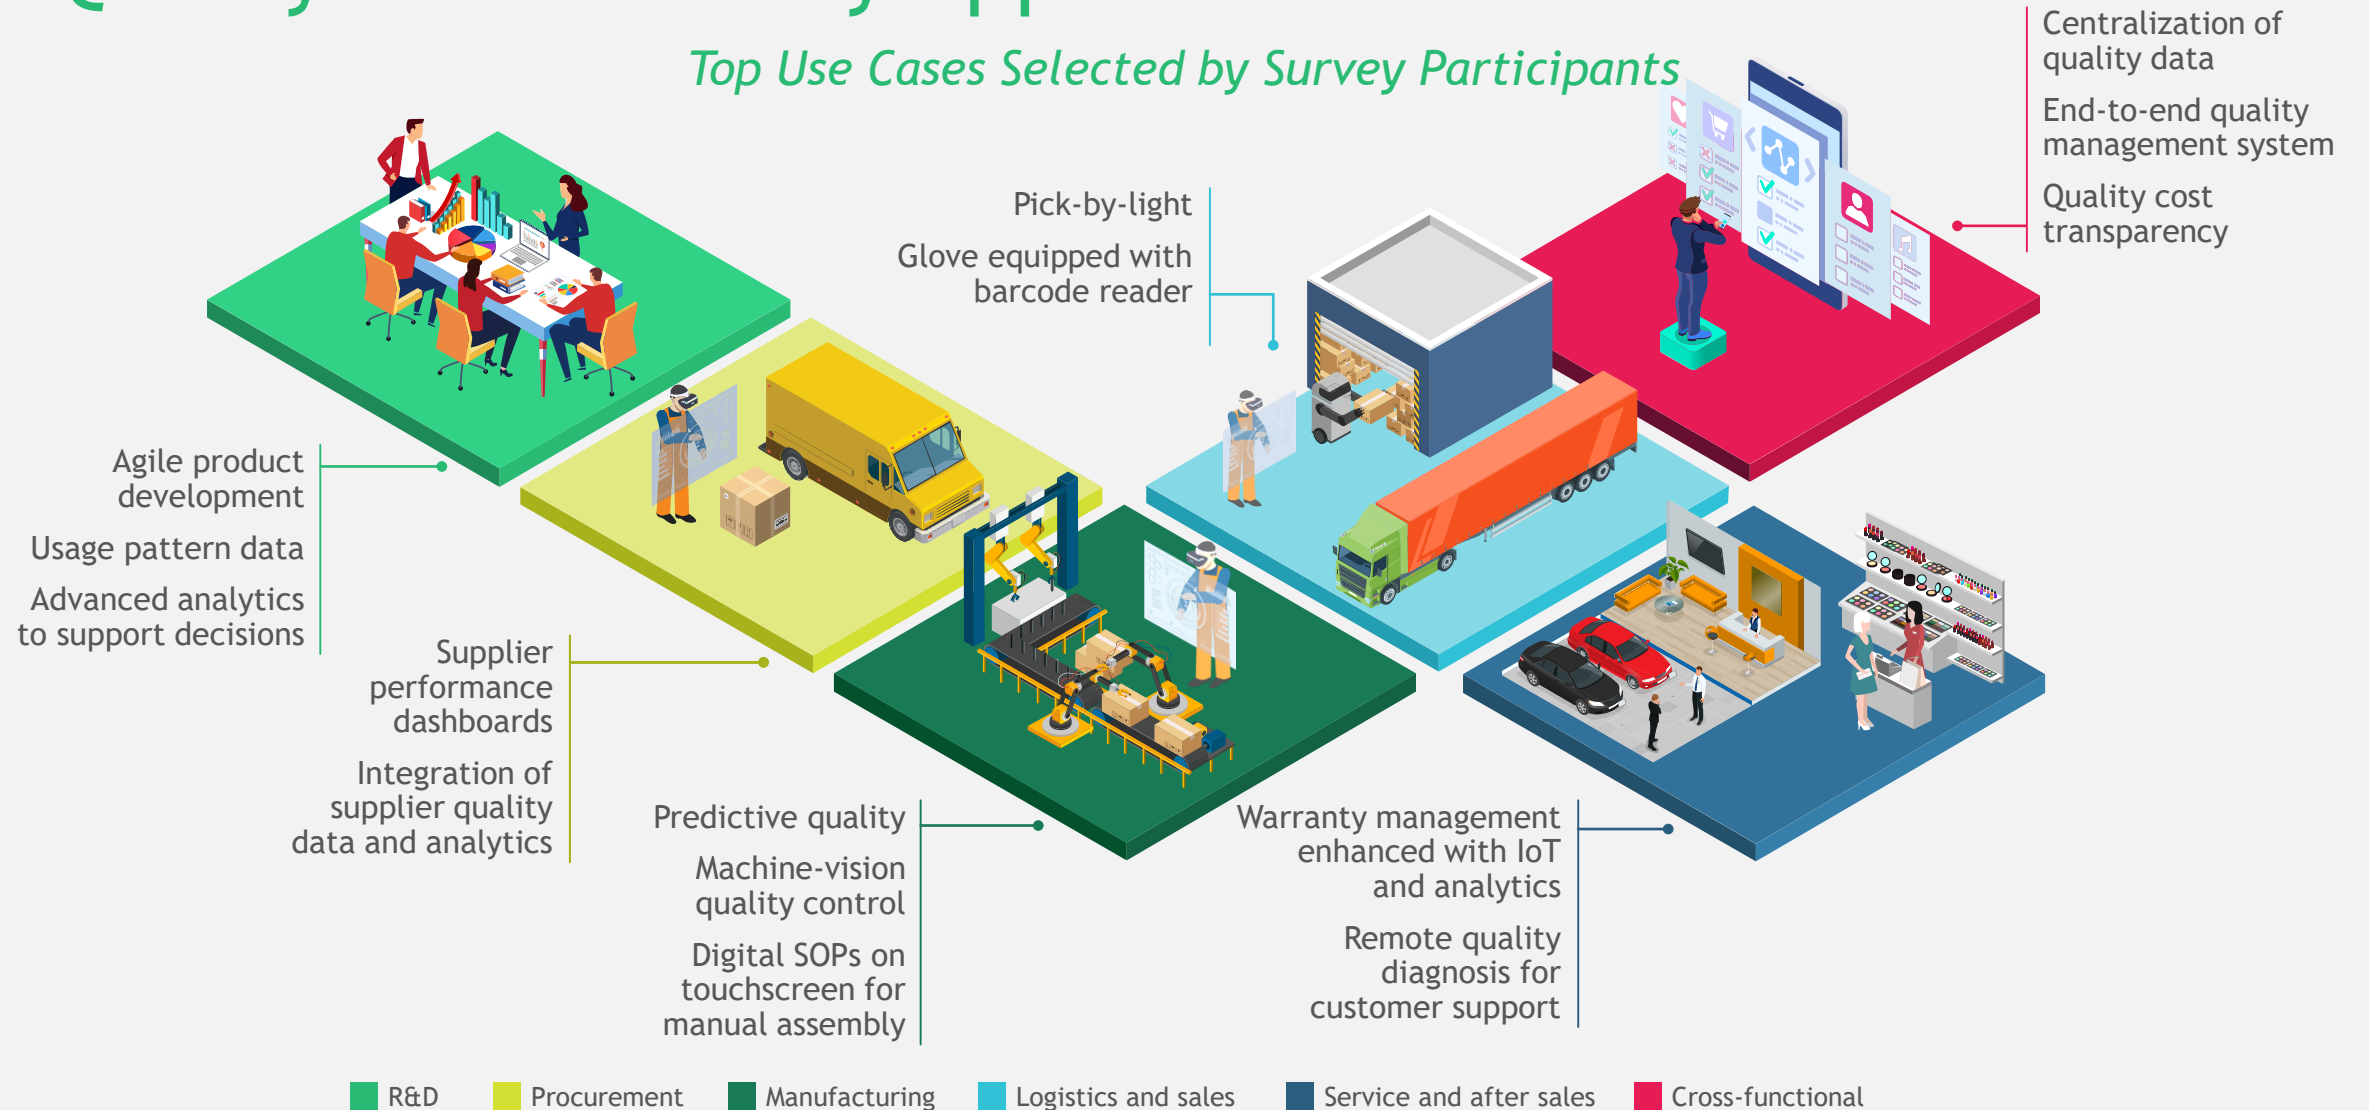 Top Use Cases Selected by Survey Participants
Centralization of
quality data
End-to-end quality
management system
Quality cost
transparency
Pick-by-light
Glove equipped with
barcode reader
Agile product
development
Usage pattern data
Advanced analytics
to support decisions
Supplier
performance
dashboards
Integration of
supplier quality
data and analytics
Predictive quality
Machine-vision
quality control
Digital SOPs on
touchscreen for
manual assembly
Warranty management
enhanced with IoT
and analytics
Remote quality
diagnosis for
customer support
R&D
Procurement
Manufacturing
Logistics and sales
Service and after sales
Cross-functional